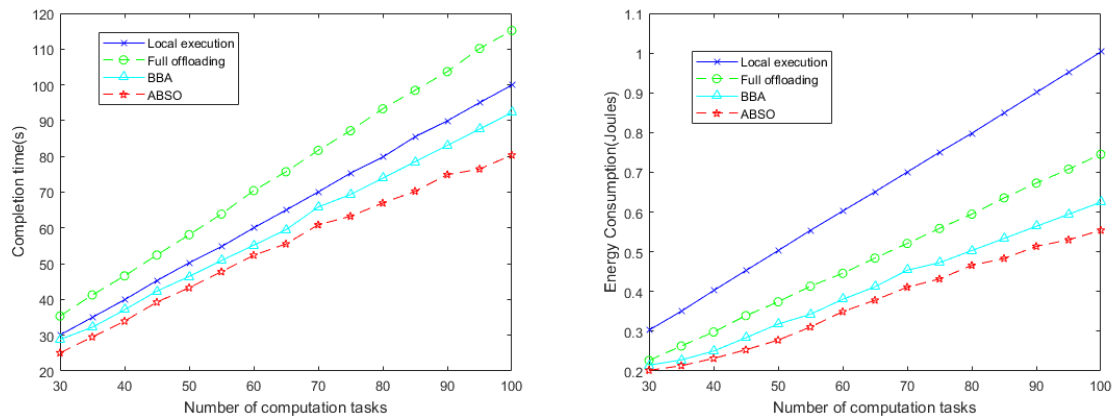 120
110
100
90
80
70
60
50
40
30
20
Completion time(s)
Local execution
Full offloading
BBA
ABSO
30 40 50 60 70 80 90 100
Number of computation tasks
1.1
1
0.9
0.8
0.7
0.6
0.5
0.4
0.3
0.2
Energy Consumption(Joules)
Local execution
Full offloading
BBA
ABSO
30 40 50 60 70 80 90 100
Number of computation tasks